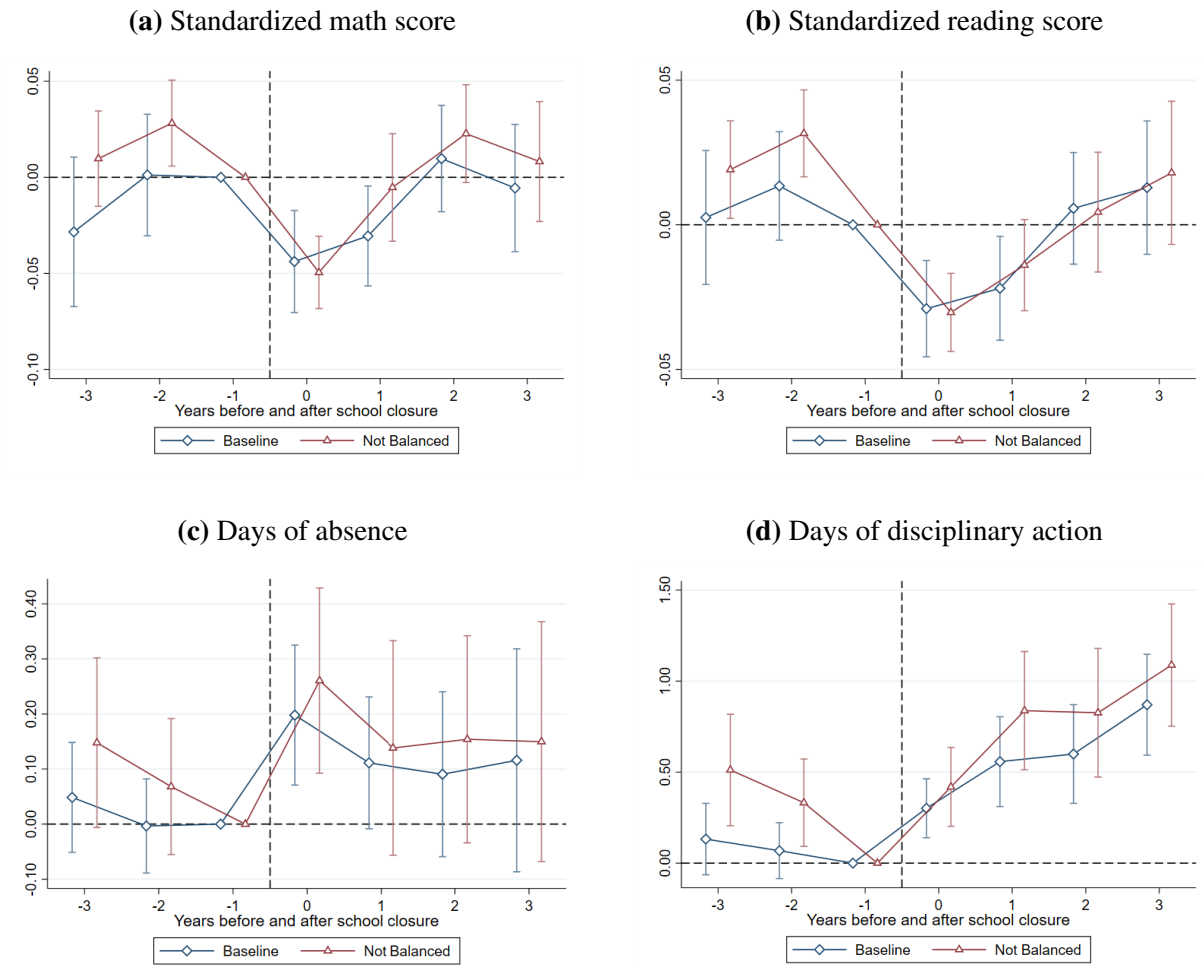 (a) Standardized math score
0.05
0.00
-0.05
-0.10
-3 -2 -1 0 1 2 3
Years before and after school closure
Baseline Not Balanced
(b) Standardized reading score
0.05
0.00
-0.05
-3 -2 -1 0 1 2 3
Years before and after school closure
Baseline Not Balanced
(c) Days of absence
0.40
0.30
0.20
0.10
0.00
-0.10
-3 -2 -1 0 1 2 3
Years before and after school closure
Baseline Not Balanced
(d) Days of disciplinary action
1.50
1.00
0.50
0.00
-3 -2 -1 0 1 2 3
Years before and after school closure
Baseline Not Balanced